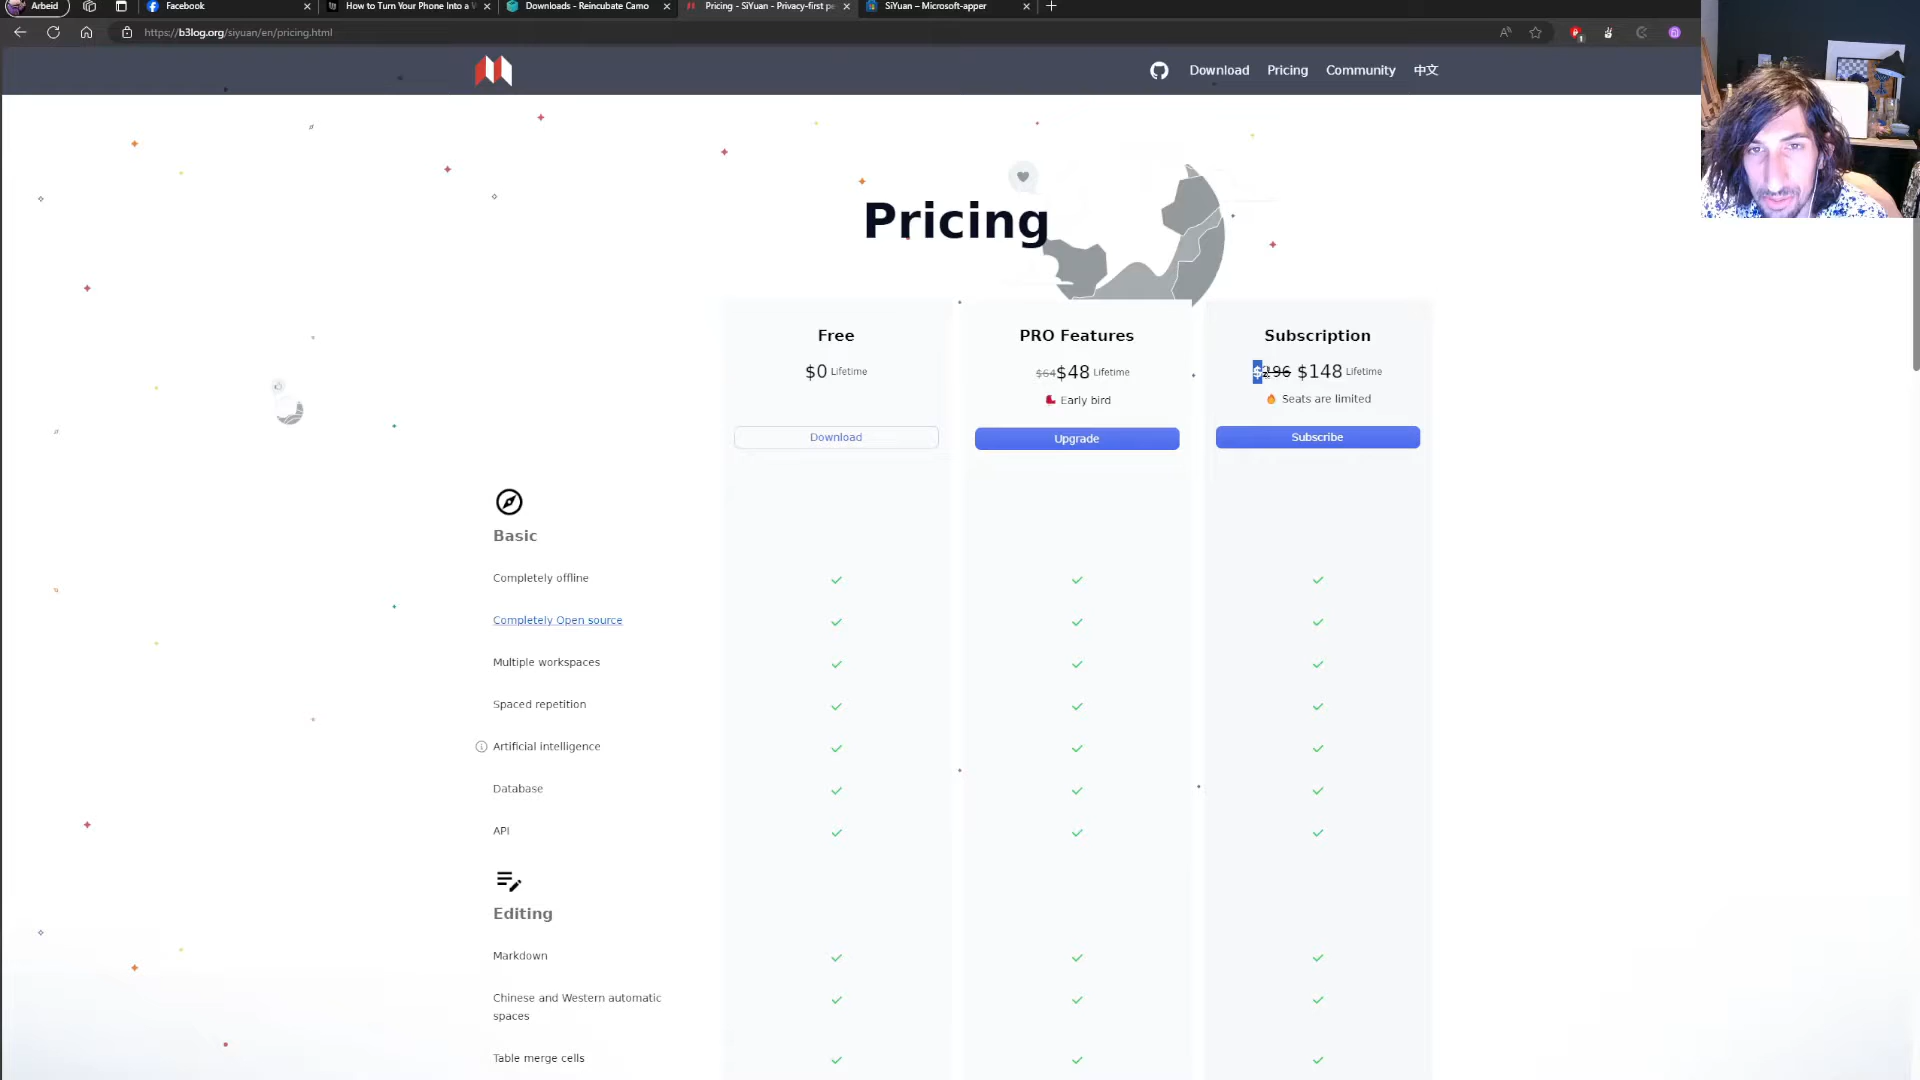 Arbeid
Facebook
How to Turn Your Phone Into a
Downloads - Reincubate Camo
Pricing - SiYuan - Privacy-first pe
SiYuan – Microsoft-apper
https://b3log.org/siyuan/en/pricing.html
Download
Pricing
Community
中文
Pricing
Free
PRO Features
Subscription
$0 Lifetime
$64 $48 Lifetime
$296 $148 Lifetime
Early bird
Seats are limited
Download
Upgrade
Subscribe
Basic
Completely offline
Completely Open source
Multiple workspaces
Spaced repetition
Artificial intelligence
Database
API
Editing
Markdown
Chinese and Western automatic
spaces
Table merge cells